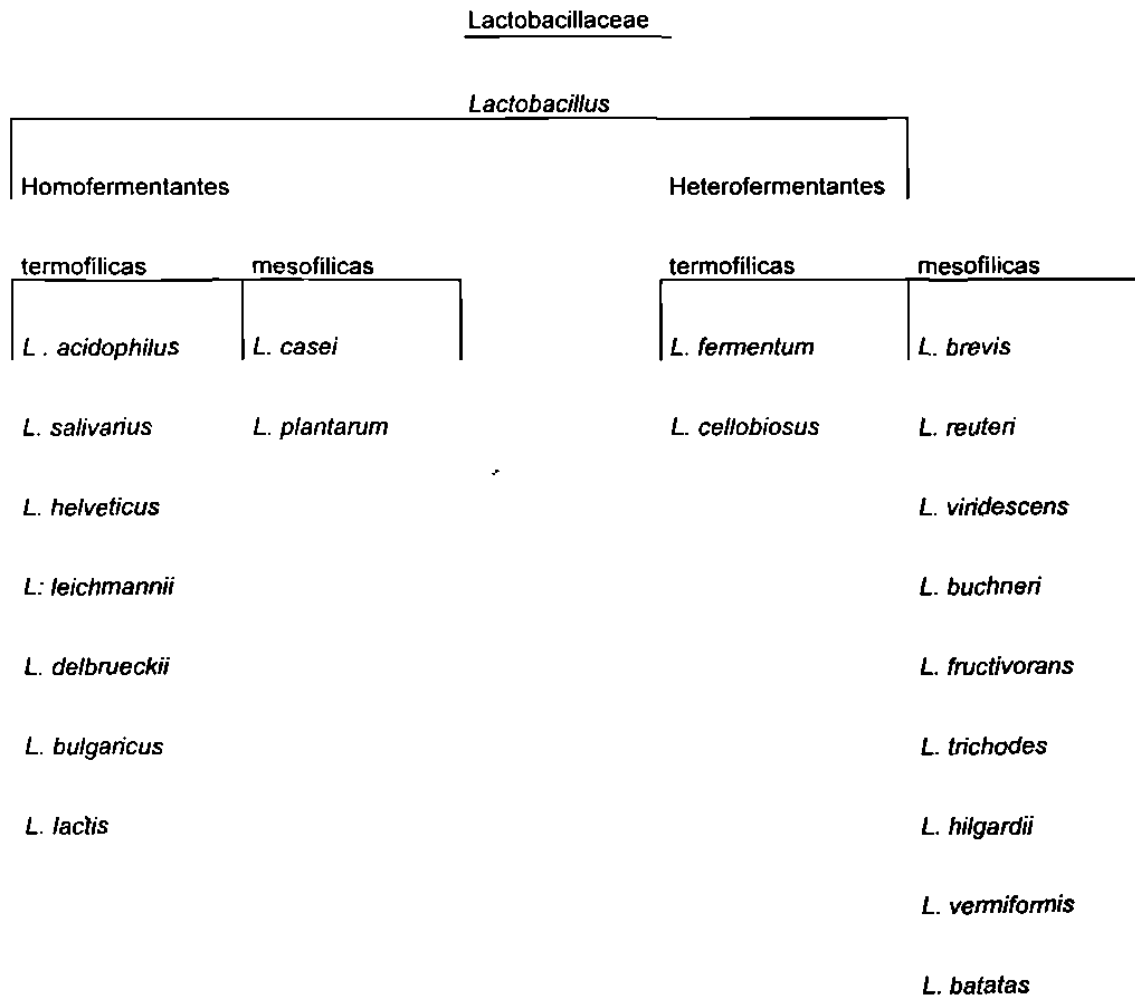 Lactobacillaceae
Lactobacillus
Homofermentantes Heterofermentantes
termofilicas mesofilicas termofilicas mesofilicas
L . acidophilus L. casei L. fermentum L. brevis
L. salivarius L. plantarum L. cellobiosus L. reuteri
L. helveticus L. viridescens
L: leichmannii L. buchneri
L. delbrueckii L. fructivorans
L. bulgaricus L. trichodes
L. lactis L. hilgardii
L. vermiformis
L. batatas